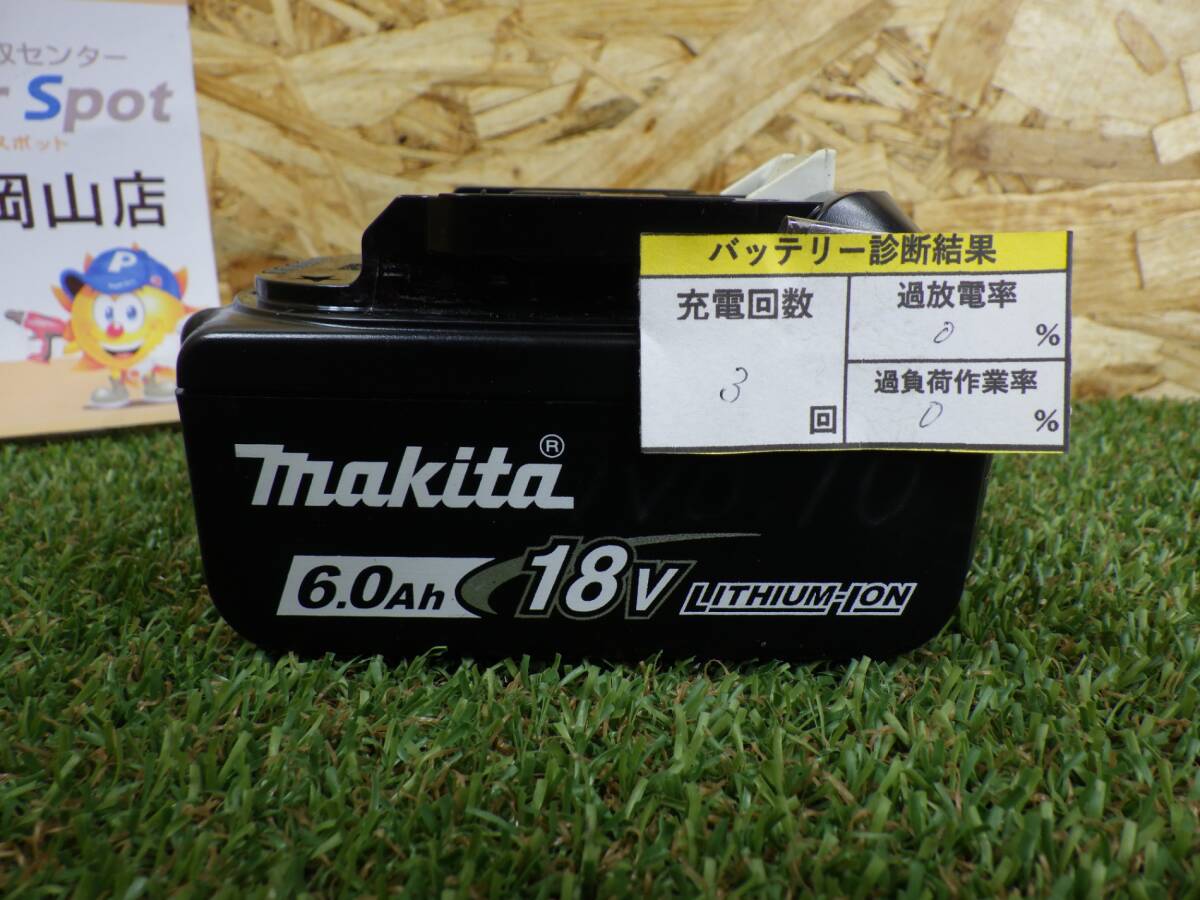 収センター
r Spot
スポット
岡山店
P
バッテリー診断結果
充電回数
3
回
過放電率
0
%
過負荷作業率
0
%
makita®
6.0Ah
18V
LITHIUM-ION